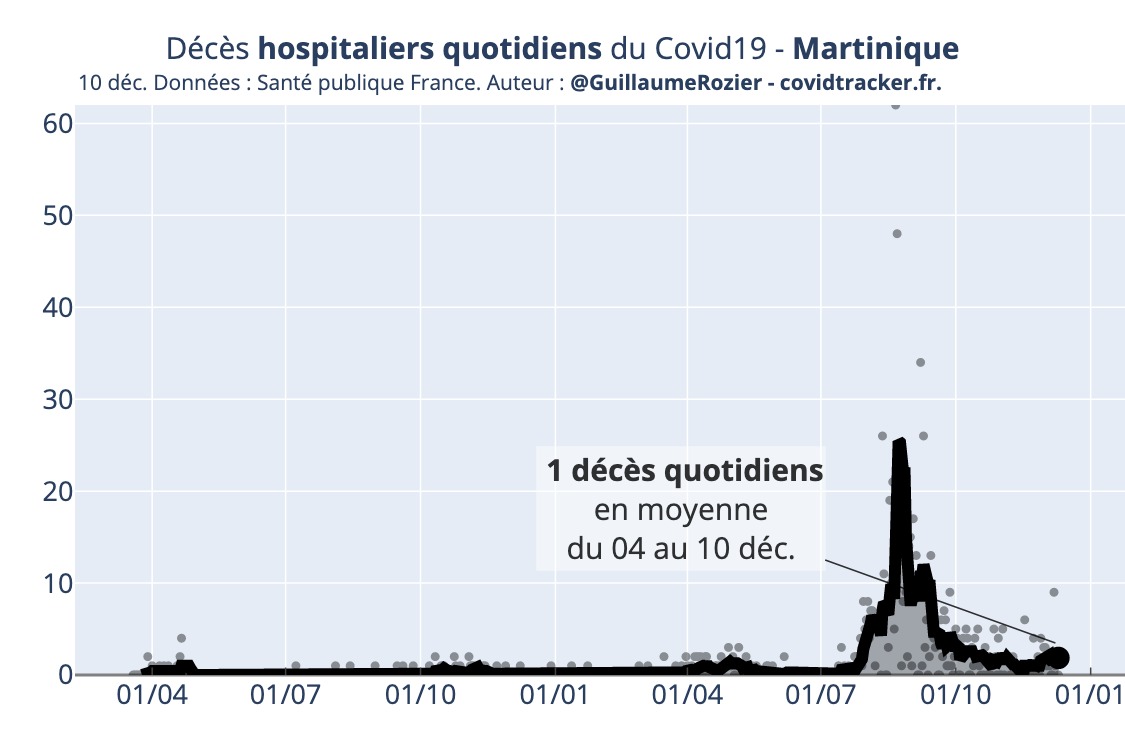 Décès hospitaliers quotidiens du Covid19 - Martinique
10 déc. Données : Santé publique France. Auteur : @GuillaumeRozier - covidtracker.fr.
60
50
40
30
20
10
0
1 décès quotidiens
en moyenne
du 04 au 10 déc.
01/04 01/07 01/10 01/01 01/04 01/07 01/10 01/01